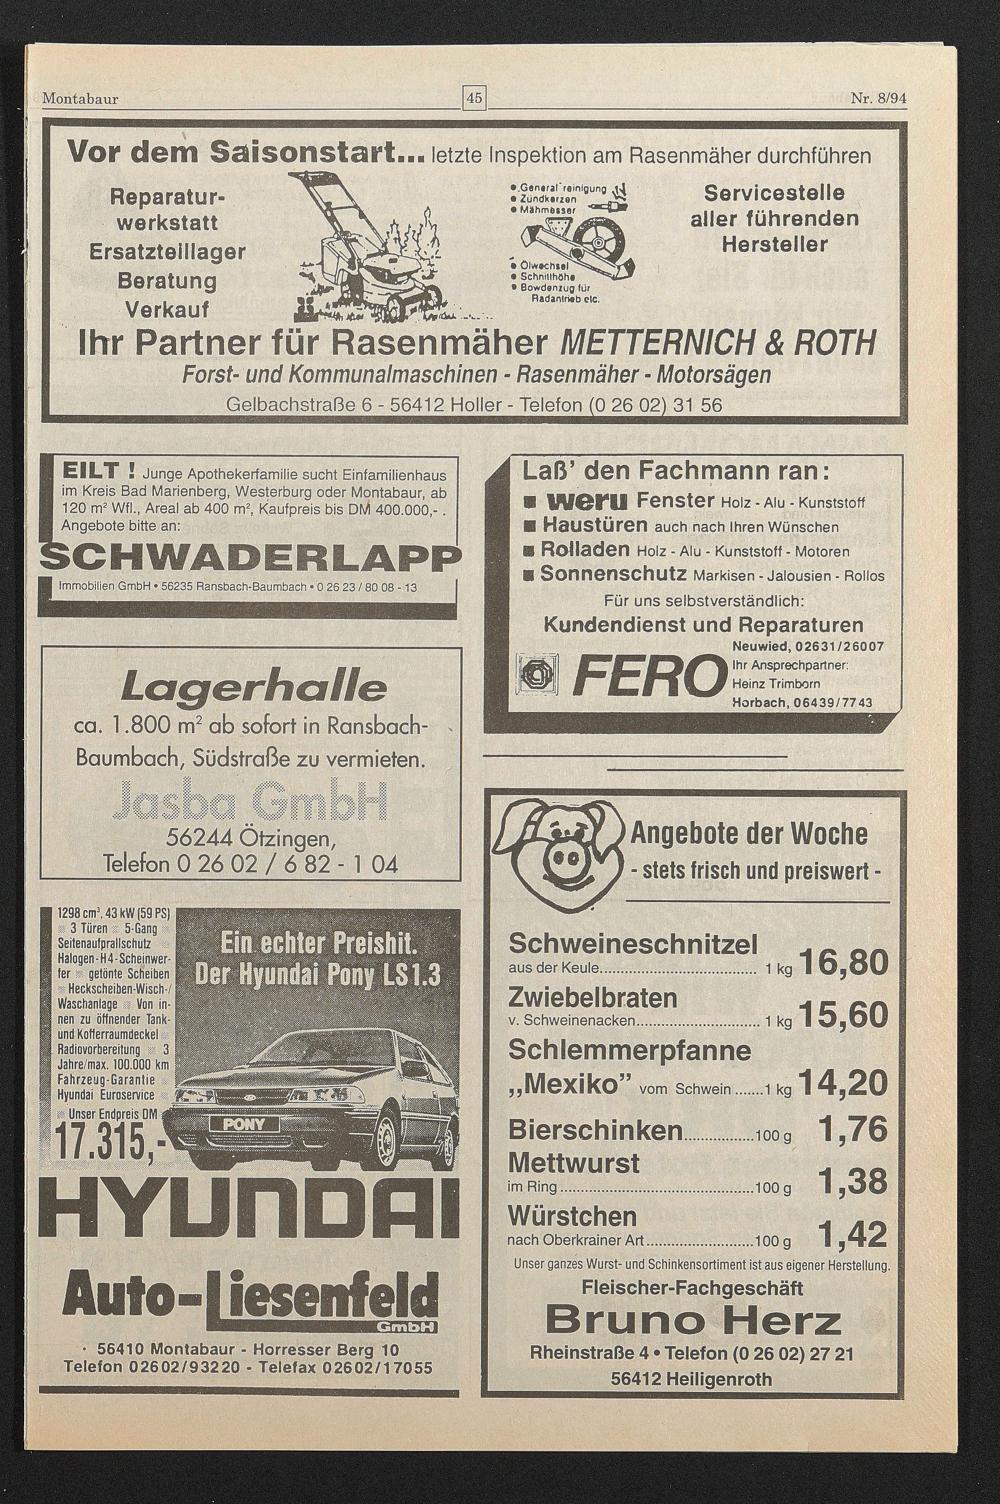 Montabaur
45
Nr. 8/94
Vor dem Saisonstart... letzte Inspektion am Rasenmäher durchführen
Reparatur-
werkstatt
Ersatzteillager
Beratung
Verkauf
• General reinigung
• Zündkerzen
• Mähmesser
• Ölwechsel
• Schnitthöhe
• Bowdenzug für
Radantrieb etc.
Servicestelle
aller führenden
Hersteller
Ihr Partner für Rasenmäher METTERNICH & ROTH
Forst- und Kommunalmaschinen - Rasenmäher - Motorsägen
Gelbachstraße 6 - 56412 Holler - Telefon (0 26 02) 31 56
EILT ! Junge Apothekerfamilie sucht Einfamilienhaus
im Kreis Bad Marienberg, Westerburg oder Montabaur, ab
120 m² Wfl., Areal ab 400 m², Kaufpreis bis DM 400.000,- .
Angebote bitte an:
SCHWADERLAPP
Immobilien GmbH • 56235 Ransbach-Baumbach • 0 26 23 / 80 08 - 13
Lagerhalle
ca. 1.800 m² ab sofort in Ransbach-
Baumbach, Südstraße zu vermieten.
Jasba GmbH
56244 Ötzingen,
Telefon 0 26 02 / 6 82 - 1 04
1298 cm³, 43 kW (59 PS)
3 Türen 5-Gang
Seitenaufprallschutz
Halogen-H4-Scheinwer-
fer getönte Scheiben
Heckscheiben-Wisch-/
Waschanlage Von in-
nen zu öffnender Tank-
und Kofferraumdeckel
Radiovorbereitung 3
Jahre/max. 100.000 km
Fahrzeug-Garantie
Hyundai Euroservice
Unser Endpreis DM
17.315,-
Ein echter Preishit.
Der Hyundai Pony LS 1.3
PONY
HYUNDAI
Auto-Liesenfeld
GmbH
56410 Montabaur - Horresser Berg 10
Telefon 02602/93220 - Telefax 02602/17055
Laß' den Fachmann ran:
■ weru Fenster Holz - Alu - Kunststoff
■ Haustüren auch nach Ihren Wünschen
■ Rolladen Holz - Alu - Kunststoff - Motoren
■ Sonnenschutz Markisen - Jalousien - Rollos
Für uns selbstverständlich:
Kundendienst und Reparaturen
FERO
Neuwied, 02631/26007
Ihr Ansprechpartner:
Heinz Trimborn
Horbach, 06439/7743
Angebote der Woche
- stets frisch und preiswert -
Schweineschnitzel
aus der Keule........ 1 kg 16,80
Zwiebelbraten
v. Schweinenacken........ 1 kg 15,60
Schlemmerpfanne
„Mexiko” vom Schwein .......1 kg 14,20
Bierschinken........100 g 1,76
Mettwurst
im Ring........100 g 1,38
Würstchen
nach Oberkrainer Art........100 g 1,42
Unser ganzes Wurst- und Schinkensortiment ist aus eigener Herstellung.
Fleischer-Fachgeschäft
Bruno Herz
Rheinstraße 4 • Telefon (0 26 02) 27 21
56412 Heiligenroth